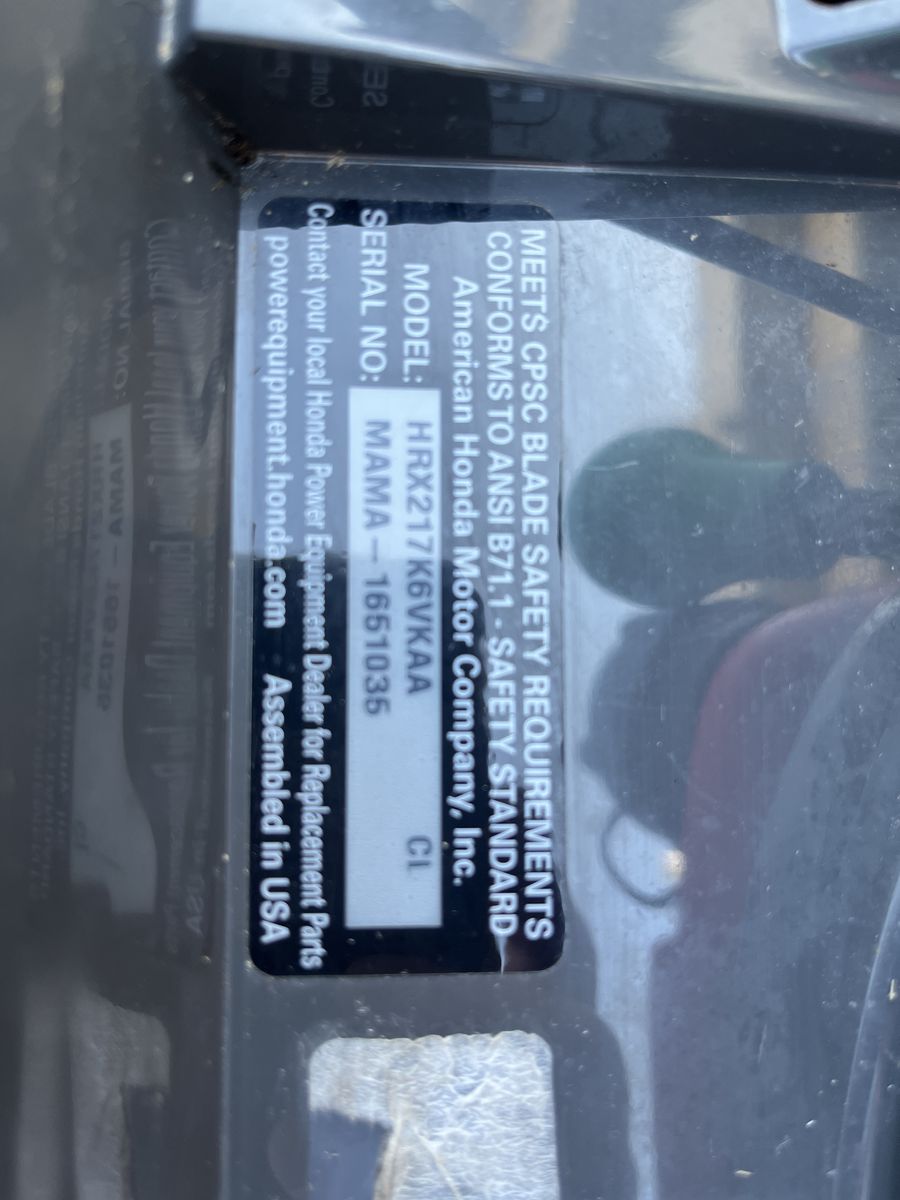 MEETS CPSC BLADE SAFETY REQUIREMENTS
CONFORMS TO ANSI B71.1 - SAFETY STANDARD
American Honda Motor Company, Inc.
MODEL: HRX217K6VKAA C1
SERIAL NO: MAMA-1651035
Contact your local Honda Power Equipment Dealer for Replacement Parts
powerequipment.honda.com Assembled in USA